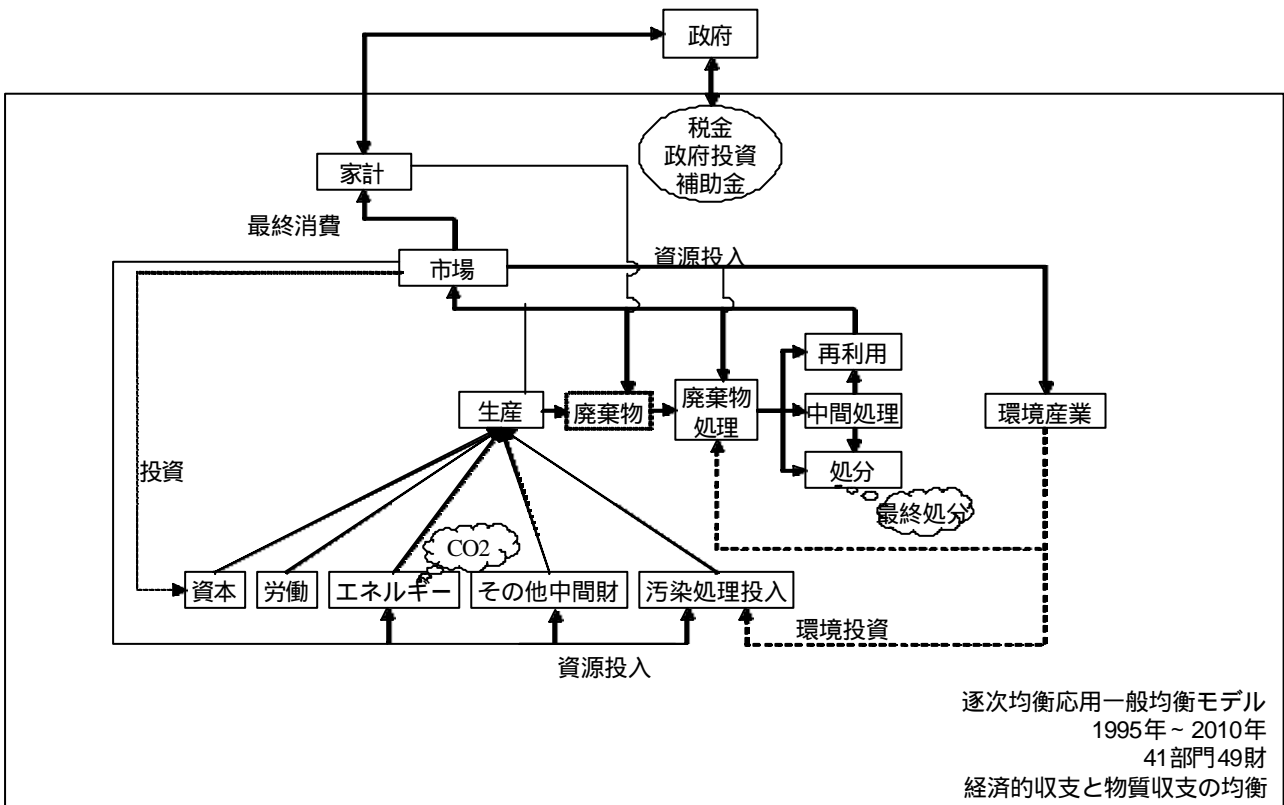 政府
税金
政府投資
補助金
家計
最終消費
市場
資源投入
再利用
生産
廃棄物
廃棄物
処理
中間処理
環境産業
処分
投資
最終処分
CO2
資本
労働
エネルギー
その他中間財
汚染処理投入
環境投資
資源投入
逐次均衡応用一般均衡モデル
1995年~2010年
41部門49財
経済的収支と物質収支の均衡